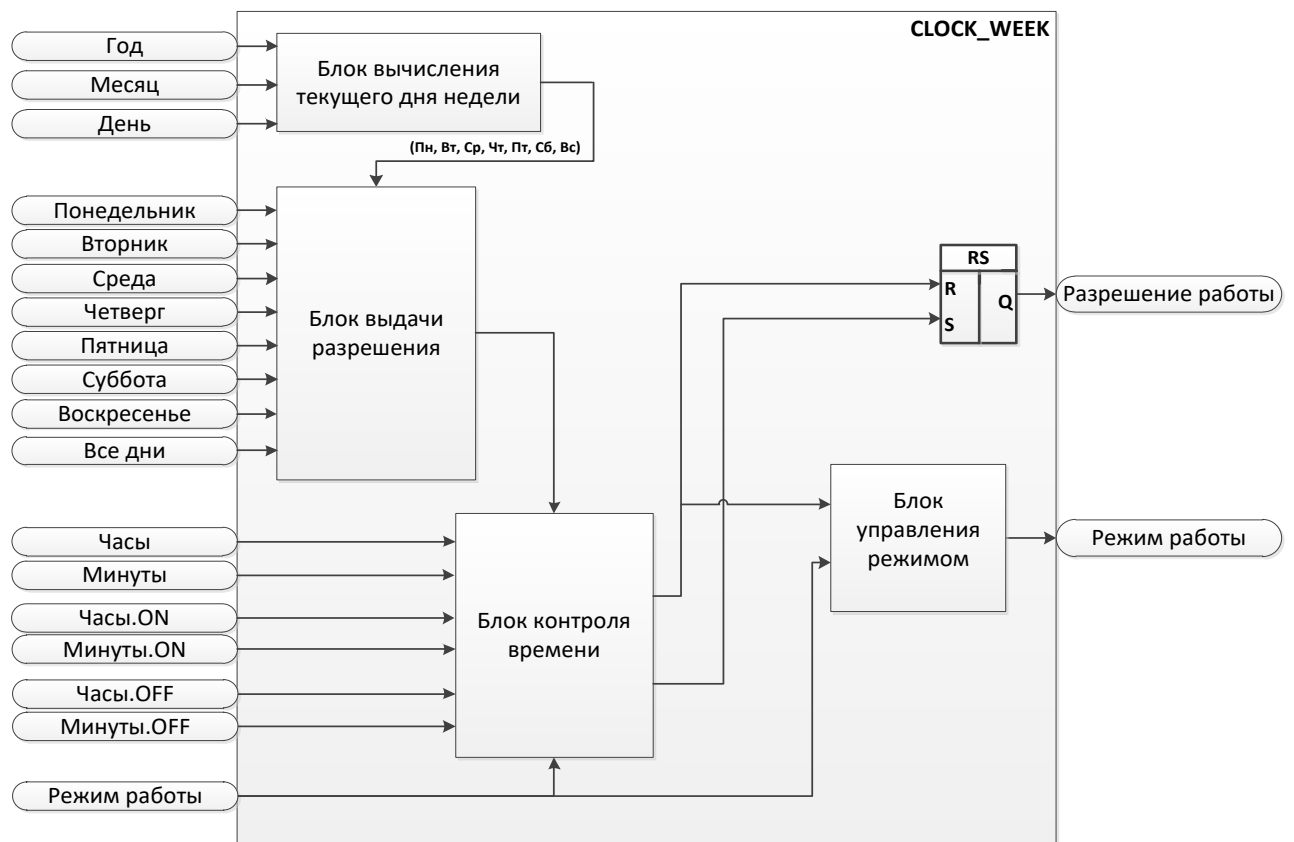 CLOCK_WEEK
Год
Месяц
День
Блок вычисления
текущего дня недели
(Пн, Вт, Ср, Чт, Пт, Сб, Вс)
Понедельник
Вторник
Среда
Четверг
Пятница
Суббота
Воскресенье
Все дни
Блок выдачи
разрешения
RS
R
S
Q
Разрешение работы
Часы
Минуты
Часы.ON
Минуты.ON
Часы.OFF
Минуты.OFF
Режим работы
Блок контроля
времени
Блок
управления
режимом
Режим работы